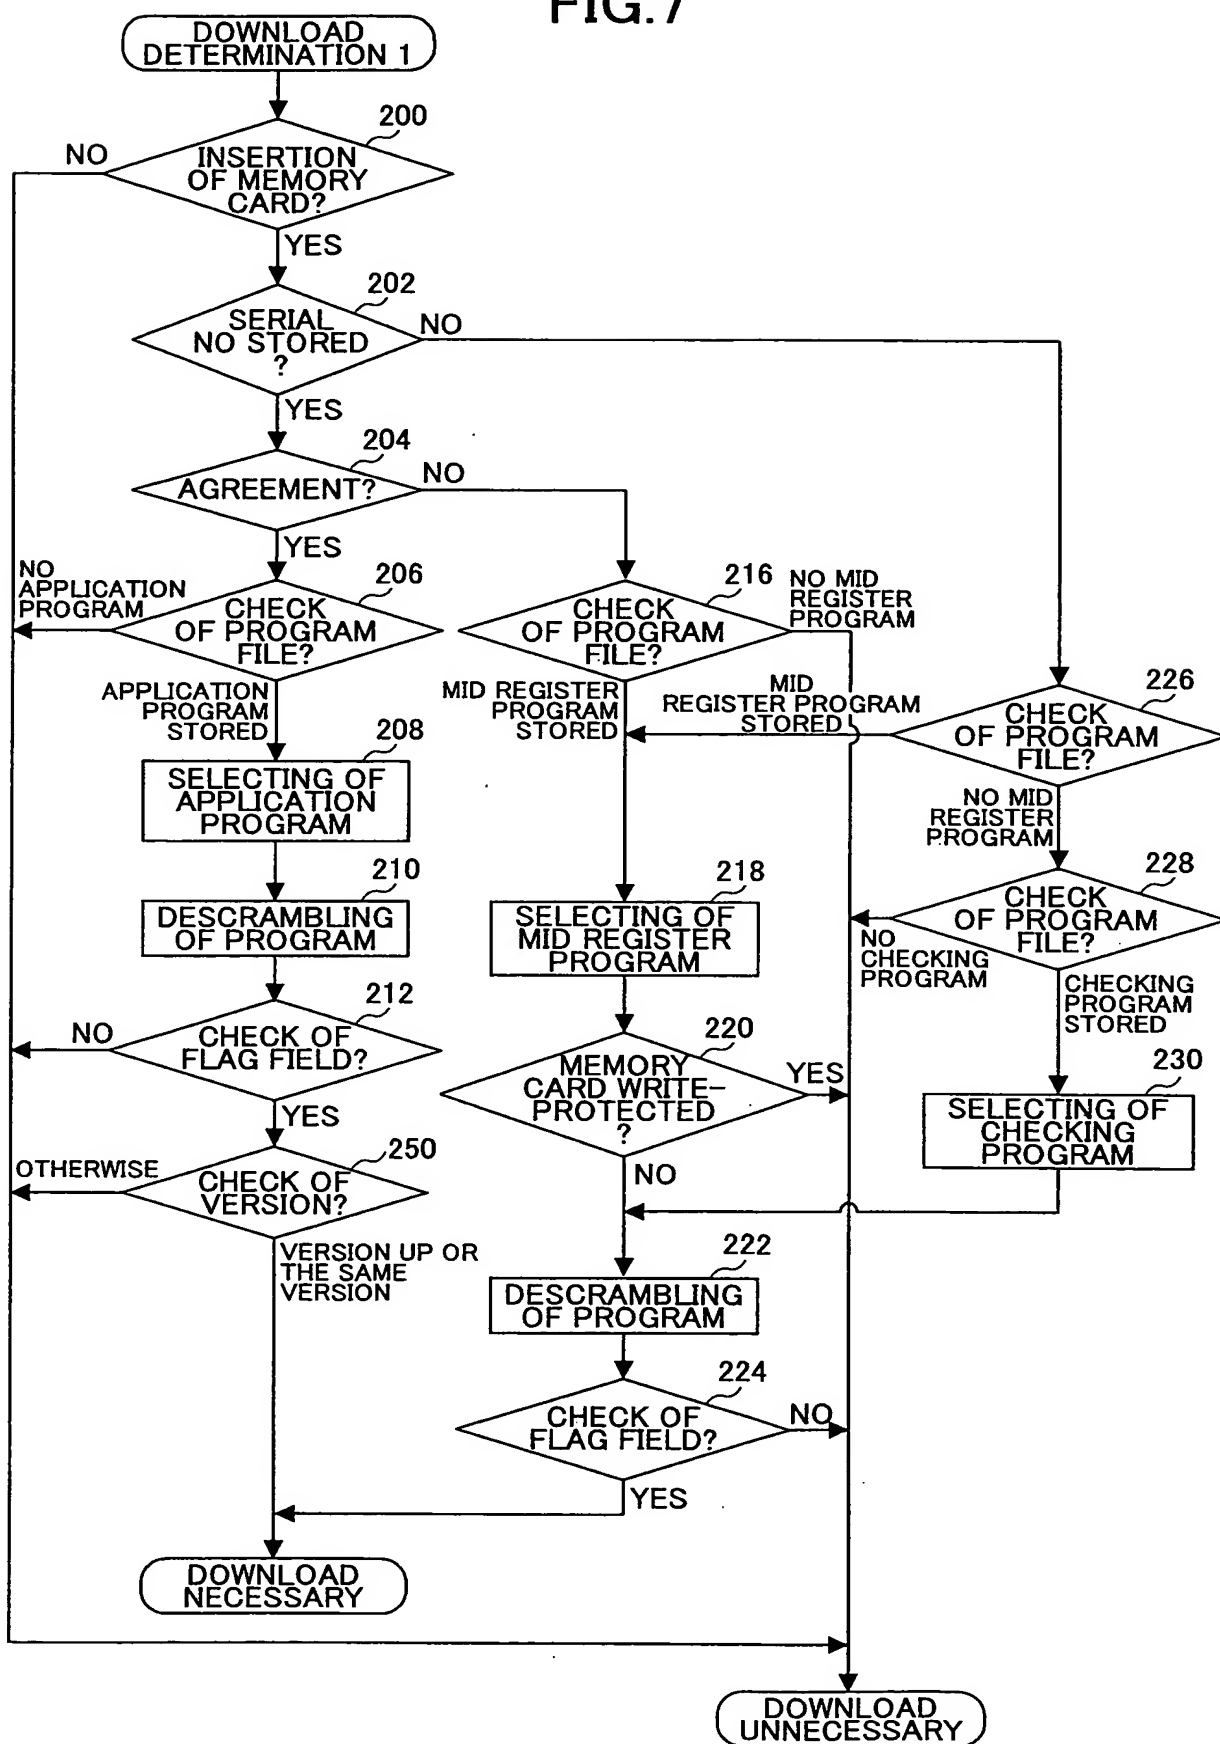 FIG.7
DOWNLOAD
DETERMINATION 1
200
NO
INSERTION
OF MEMORY
CARD?
YES
202
SERIAL
NO STORED
?
NO
YES
204
AGREEMENT?
NO
YES
NO
APPLICATION
PROGRAM
206
CHECK
OF PROGRAM
FILE?
216
CHECK
OF PROGRAM
FILE?
NO MID
REGISTER
PROGRAM
APPLICATION
PROGRAM
STORED
MID REGISTER
PROGRAM
STORED
MID
REGISTER PROGRAM
STORED
226
CHECK
OF PROGRAM
FILE?
208
SELECTING OF
APPLICATION
PROGRAM
NO MID
REGISTER
PROGRAM
210
DESCRAMBLING
OF PROGRAM
218
SELECTING OF
MID REGISTER
PROGRAM
228
CHECK
OF PROGRAM
FILE?
NO
CHECKING
PROGRAM
CHECKING
PROGRAM
STORED
212
NO
CHECK OF
FLAG FIELD?
YES
220
MEMORY
CARD WRITE-
PROTECTED
?
YES
NO
230
SELECTING OF
CHECKING
PROGRAM
250
OTHERWISE
CHECK OF
VERSION?
VERSION UP OR
THE SAME
VERSION
222
DESCRAMBLING
OF PROGRAM
224
CHECK OF
FLAG FIELD?
NO
YES
DOWNLOAD
NECESSARY
DOWNLOAD
UNNECESSARY